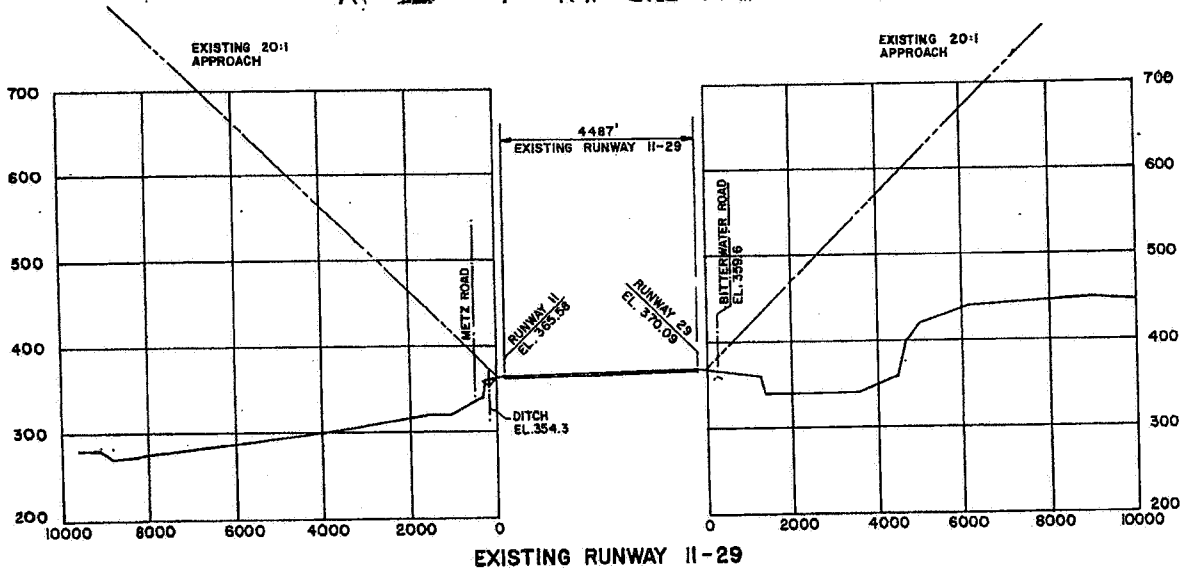 EXISTING 20:1
APPROACH
EXISTING 20:1
APPROACH
700
600
500
400
300
200
10000
8000
6000
4000
2000
0
METZ ROAD
DITCH
EL.354.3
RUNWAY 11
EL. 365.58
4487'
EXISTING RUNWAY 11-29
RUNWAY 29
EL. 370.09
BITTERWATER ROAD
EL. 359.6
700
600
500
400
300
200
0
2000
4000
6000
8000
10000
EXISTING RUNWAY 11-29